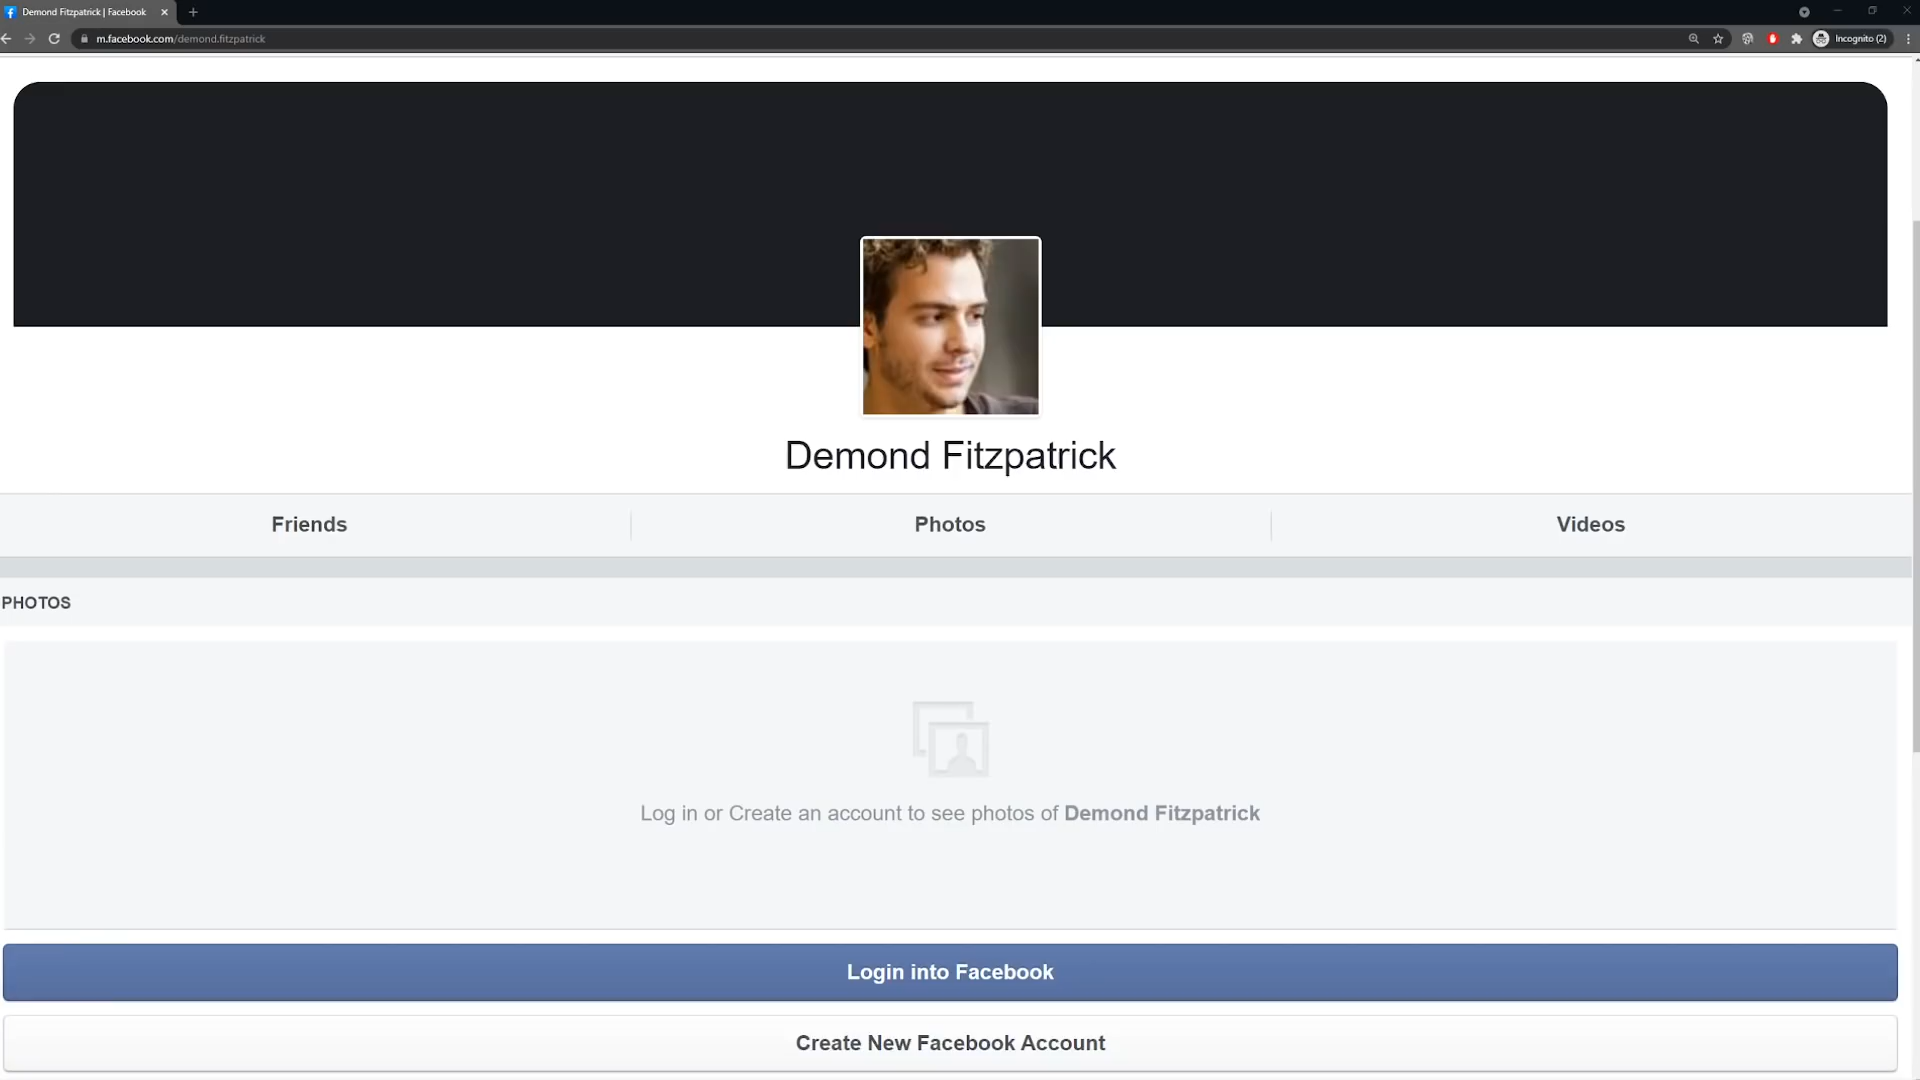 Demond Fitzpatrick | Facebook
m.facebook.com/demond.fitzpatrick
Incognito (2)
Demond Fitzpatrick
Friends
Photos
Videos
PHOTOS
Log in or Create an account to see photos of Demond Fitzpatrick
Login into Facebook
Create New Facebook Account